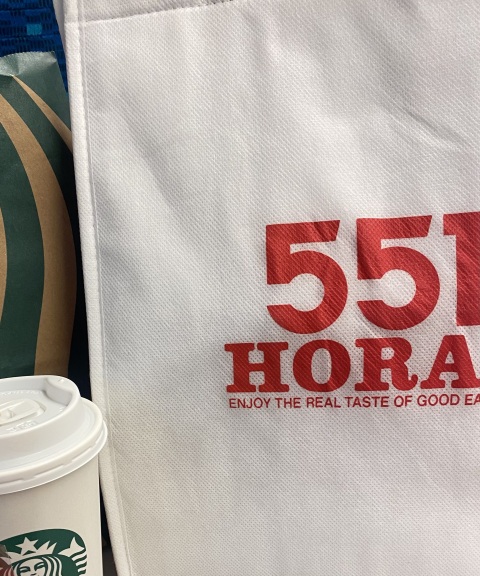 551
HORA
ENJOY THE REAL TASTE OF GOOD EA